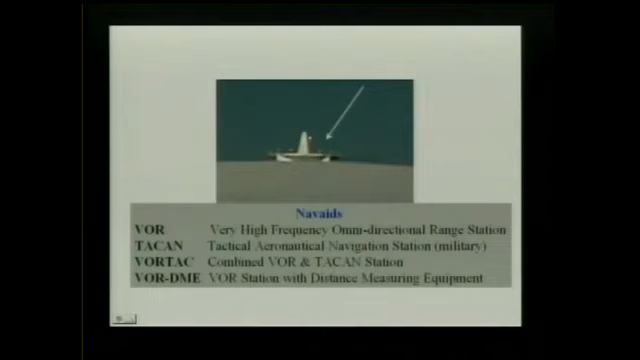 Navaids
VOR Very High Frequency Omni-directional Range Station
TACAN Tactical Aeronautical Navigation Station (military)
VORTAC Combined VOR & TACAN Station
VOR-DME VOR Station with Distance Measuring Equipment